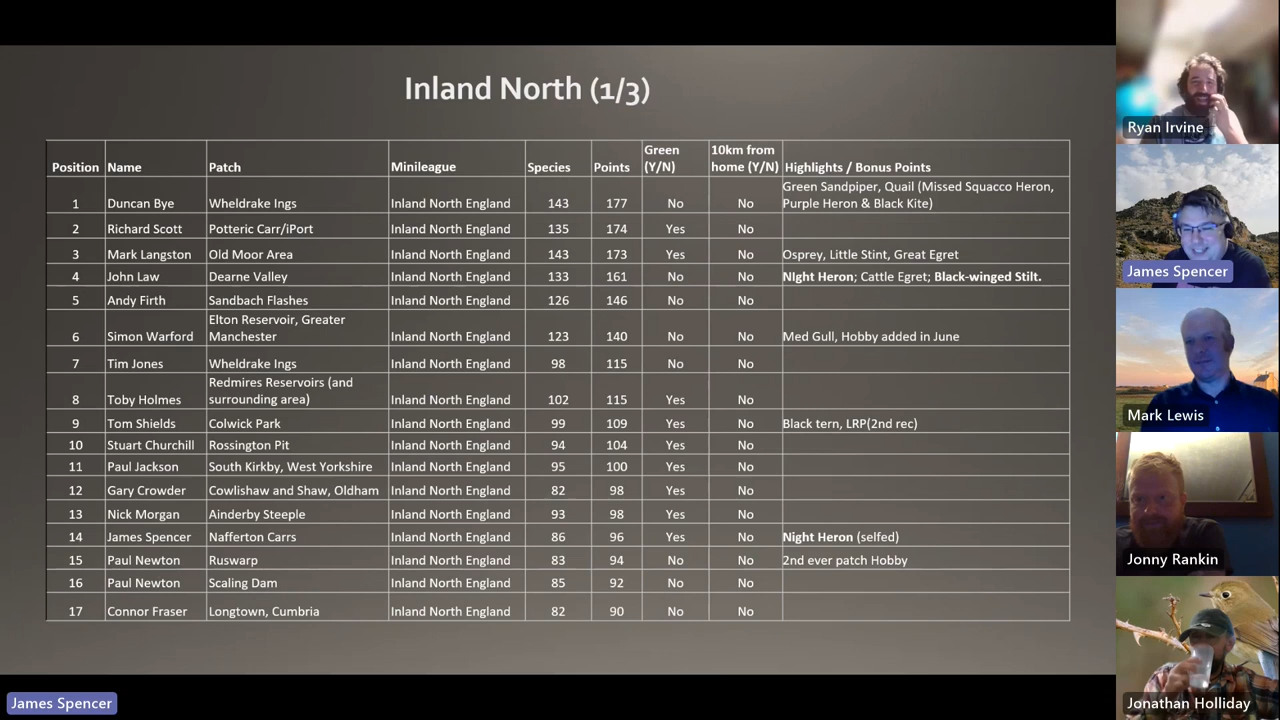 Inland North (1/3)
Position Name Patch Minileague Species Points Green (Y/N) 10km from home (Y/N) Highlights / Bonus Points
1 Duncan Bye Wheldrake Ings Inland North England 143 177 No No Green Sandpiper, Quail (Missed Squacco Heron, Purple Heron & Black Kite)
2 Richard Scott Potteric Carr/iPort Inland North England 135 174 Yes No
3 Mark Langston Old Moor Area Inland North England 143 173 Yes No Osprey, Little Stint, Great Egret
4 John Law Dearne Valley Inland North England 133 161 No No NIght Heron; Cattle Egret; Black-winged Stilt.
5 Andy Firth Sandbach Flashes Inland North England 126 146 No No
6 Simon Warford Elton Reservoir, Greater Manchester Inland North England 123 140 No No Med Gull, Hobby added in June
7 Tim Jones Wheldrake Ings Inland North England 98 115 No No
8 Toby Holmes Redmires Reservoirs (and surrounding area) Inland North England 102 115 Yes No
9 Tom Shields Colwick Park Inland North England 99 109 Yes No Black tern, LRP(2nd rec)
10 Stuart Churchill Rossington Pit Inland North England 94 104 Yes No
11 Paul Jackson South Kirkby, West Yorkshire Inland North England 95 100 Yes No
12 Gary Crowder Cowlishaw and Shaw, Oldham Inland North England 82 98 Yes No
13 Nick Morgan Ainderby Steeple Inland North England 93 98 Yes No
14 James Spencer Nafferton Carrs Inland North England 86 96 Yes No Night Heron (selfed)
15 Paul Newton Ruswarp Inland North England 83 94 No No 2nd ever patch Hobby
16 Paul Newton Scaling Dam Inland North England 85 92 No No
17 Connor Fraser Longtown, Cumbria Inland North England 82 90 No No
Ryan Irvine
James Spencer
Mark Lewis
Jonny Rankin
Jonathan Holliday
James Spencer